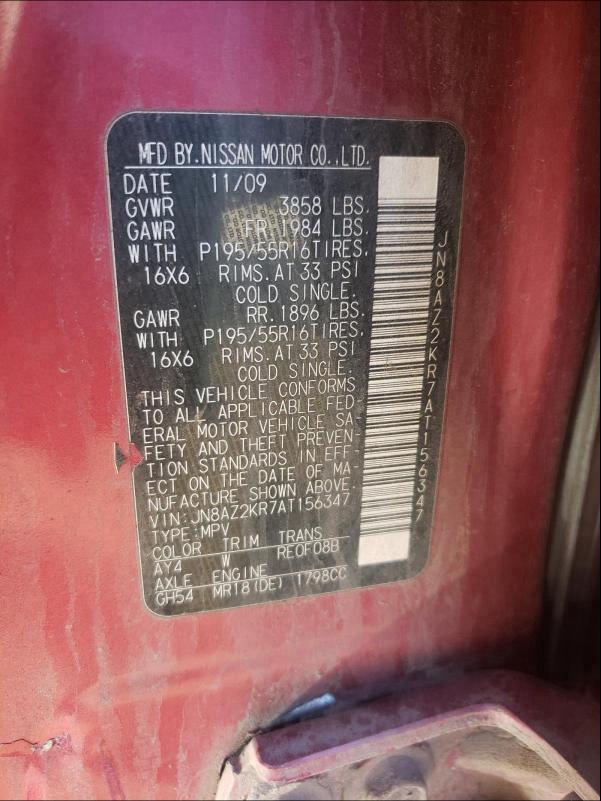 MFD BY.NISSAN MOTOR CO.,LTD.
DATE 11/09
GVWR 3858 LBS.
GAWR FR.1984 LBS.
WITH P195/55R16TIRES.
16X6 RIMS.AT 33 PSI
COLD SINGLE.
GAWR RR.1896 LBS.
WITH P195/55R16TIRES.
16X6 RIMS.AT 33 PSI
COLD SINGLE.
THIS VEHICLE CONFORMS
TO ALL APPLICABLE FED-
ERAL MOTOR VEHICLE SA-
FETY AND THEFT PREVEN-
TION STANDARDS IN EFF-
ECT ON THE DATE OF MA-
NUFACTURE SHOWN ABOVE.
VIN:JN8AZ2KR7AT156347
TYPE:MPV
COLOR TRIM TRANS
AY4 W RE0F08B
AXLE ENGINE
GH54 MR18(DE) 1798CC
JN8AZ2KR7AT156347